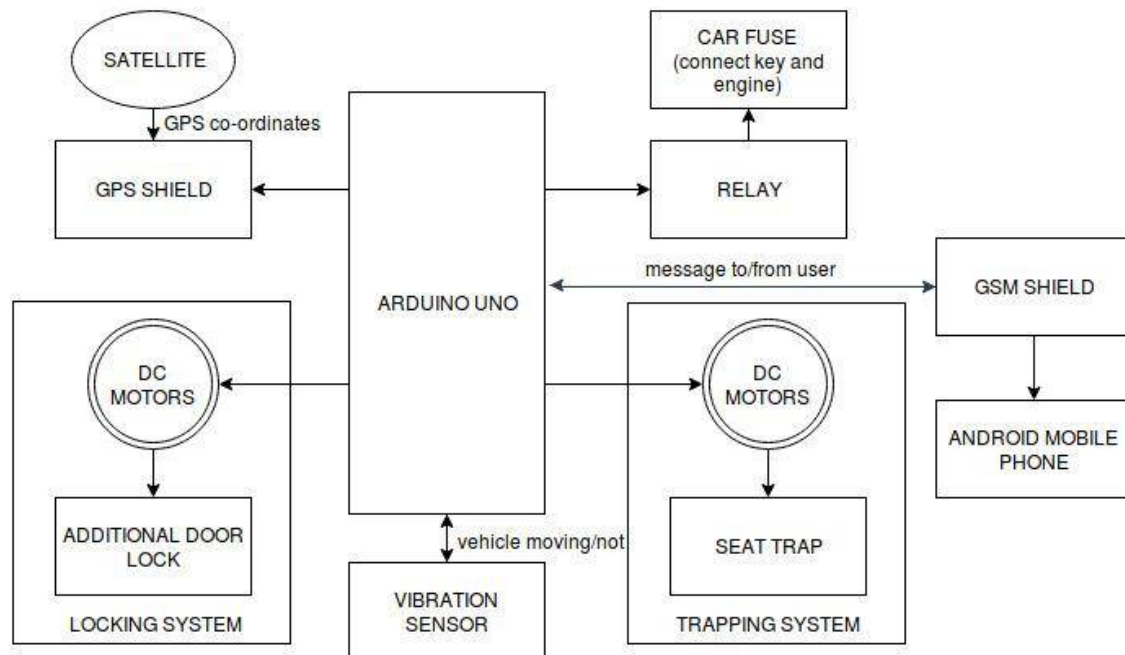 SATELLITE
GPS co-ordinates
GPS SHIELD
CAR FUSE
(connect key and
engine)
RELAY
message to/from user
GSM SHIELD
ARDUINO UNO
DC
MOTORS
ADDITIONAL DOOR
LOCK
LOCKING SYSTEM
vehicle moving/not
VIBRATION
SENSOR
DC
MOTORS
SEAT TRAP
TRAPPING SYSTEM
ANDROID MOBILE
PHONE